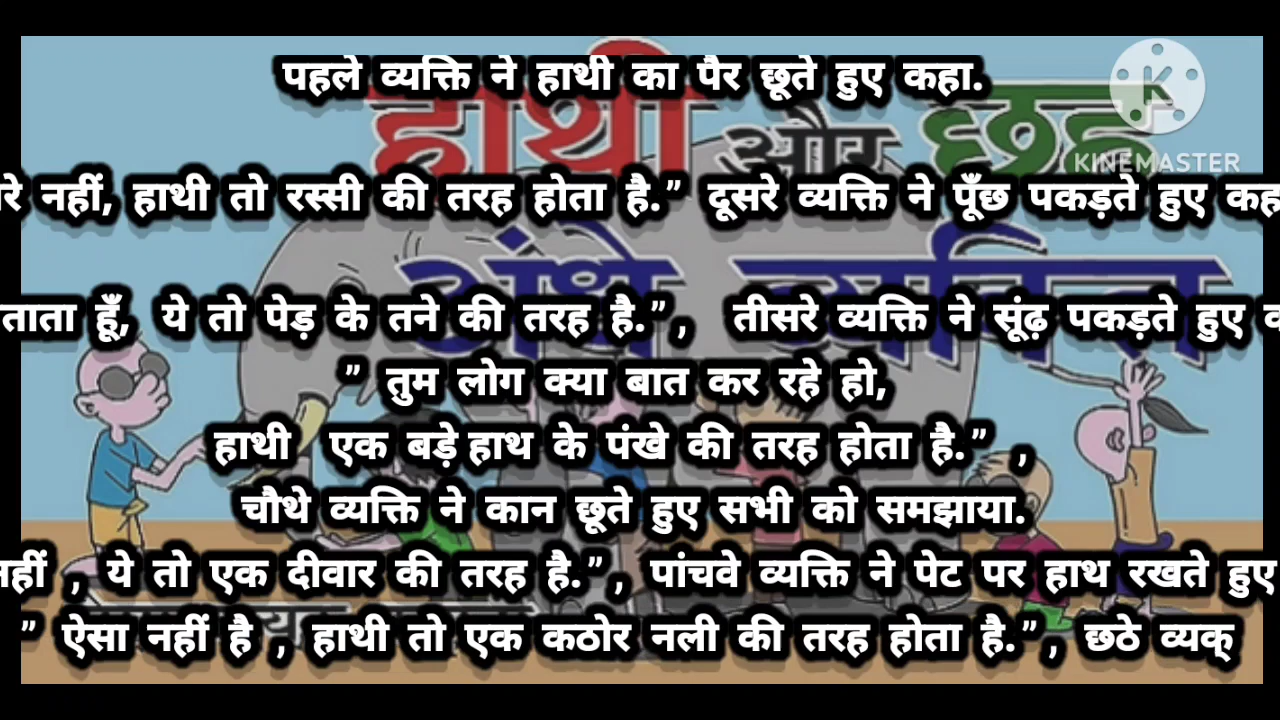 पहले व्यक्ति ने हाथी का पैर छूते हुए कहा.
हाथी और छह
KINEMASTER
नहीं, हाथी तो रस्सी की तरह होता है.” दूसरे व्यक्ति ने पूँछ पकड़ते हुए
अंधे व्यक्ति
हूँ, ये तो पेड़ के तने की तरह है.”, तीसरे व्यक्ति ने सूंढ़ पकड़ते हुए
” तुम लोग क्या बात कर रहे हो,
हाथी एक बड़े हाथ के पंखे की तरह होता है.” ,
चौथे व्यक्ति ने कान छूते हुए सभी को समझाया.
नहीं , ये तो एक दीवार की तरह है.”, पांचवे व्यक्ति ने पेट पर हाथ रखते हुए
” ऐसा नहीं है , हाथी तो एक कठोर नली की तरह होता है.”, छठे व्यक्